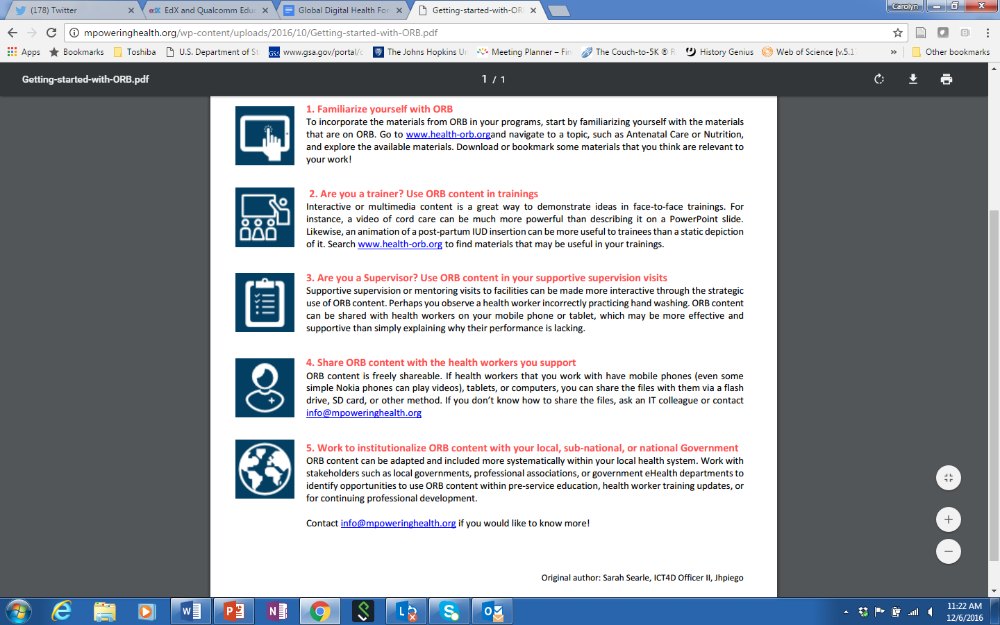 (178) Twitter
edX EdX and Qualcomm Educ
Global Digital Health For
Getting-started-with-OR
Carolyn
mpoweringhealth.org/wp-content/uploads/2016/10/Getting-started-with-ORB.pdf
Apps Bookmarks Toshiba U.S. Department of St GSA www.gsa.gov/portal/c The Johns Hopkins Un Meeting Planner – Fin The Couch-to-5K ® R History Genius Web of Science [v.5.17 » Other bookmarks
Getting-started-with-ORB.pdf
1 / 1
1. Familiarize yourself with ORB
To incorporate the materials from ORB in your programs, start by familiarizing yourself with the materials
that are on ORB. Go to www.health-orb.organd navigate to a topic, such as Antenatal Care or Nutrition,
and explore the available materials. Download or bookmark some materials that you think are relevant to
your work!
2. Are you a trainer? Use ORB content in trainings
Interactive or multimedia content is a great way to demonstrate ideas in face-to-face trainings. For
instance, a video of cord care can be much more powerful than describing it on a PowerPoint slide.
Likewise, an animation of a post-partum IUD insertion can be more useful to trainees than a static depiction
of it. Search www.health-orb.org to find materials that may be useful in your trainings.
3. Are you a Supervisor? Use ORB content in your supportive supervision visits
Supportive supervision or mentoring visits to facilities can be made more interactive through the strategic
use of ORB content. Perhaps you observe a health worker incorrectly practicing hand washing. ORB content
can be shared with health workers on your mobile phone or tablet, which may be more effective and
supportive than simply explaining why their performance is lacking.
4. Share ORB content with the health workers you support
ORB content is freely shareable. If health workers that you work with have mobile phones (even some
simple Nokia phones can play videos), tablets, or computers, you can share the files with them via a flash
drive, SD card, or other method. If you don’t know how to share the files, ask an IT colleague or contact
info@mpoweringhealth.org
5. Work to institutionalize ORB content with your local, sub-national, or national Government
ORB content can be adapted and included more systematically within your local health system. Work with
stakeholders such as local governments, professional associations, or government eHealth departments to
identify opportunities to use ORB content within pre-service education, health worker training updates, or
for continuing professional development.
Contact info@mpoweringhealth.org if you would like to know more!
Original author: Sarah Searle, ICT4D Officer II, Jhpiego
11:22 AM
12/6/2016